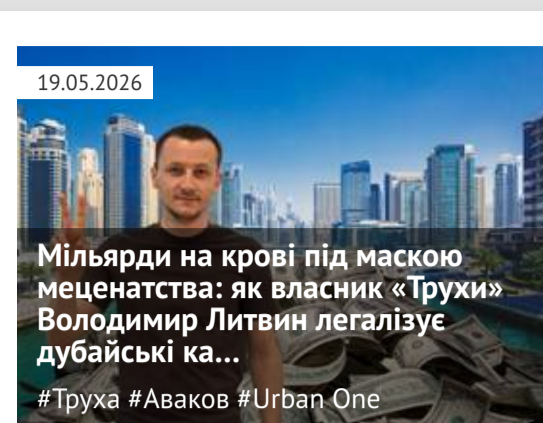 19.05.2026
Мільярди на крові під маскою
меценатства: як власник «Трухи»
Володимир Литвин легалізує
дубайські ка...
#Труха #Аваков #Urban One